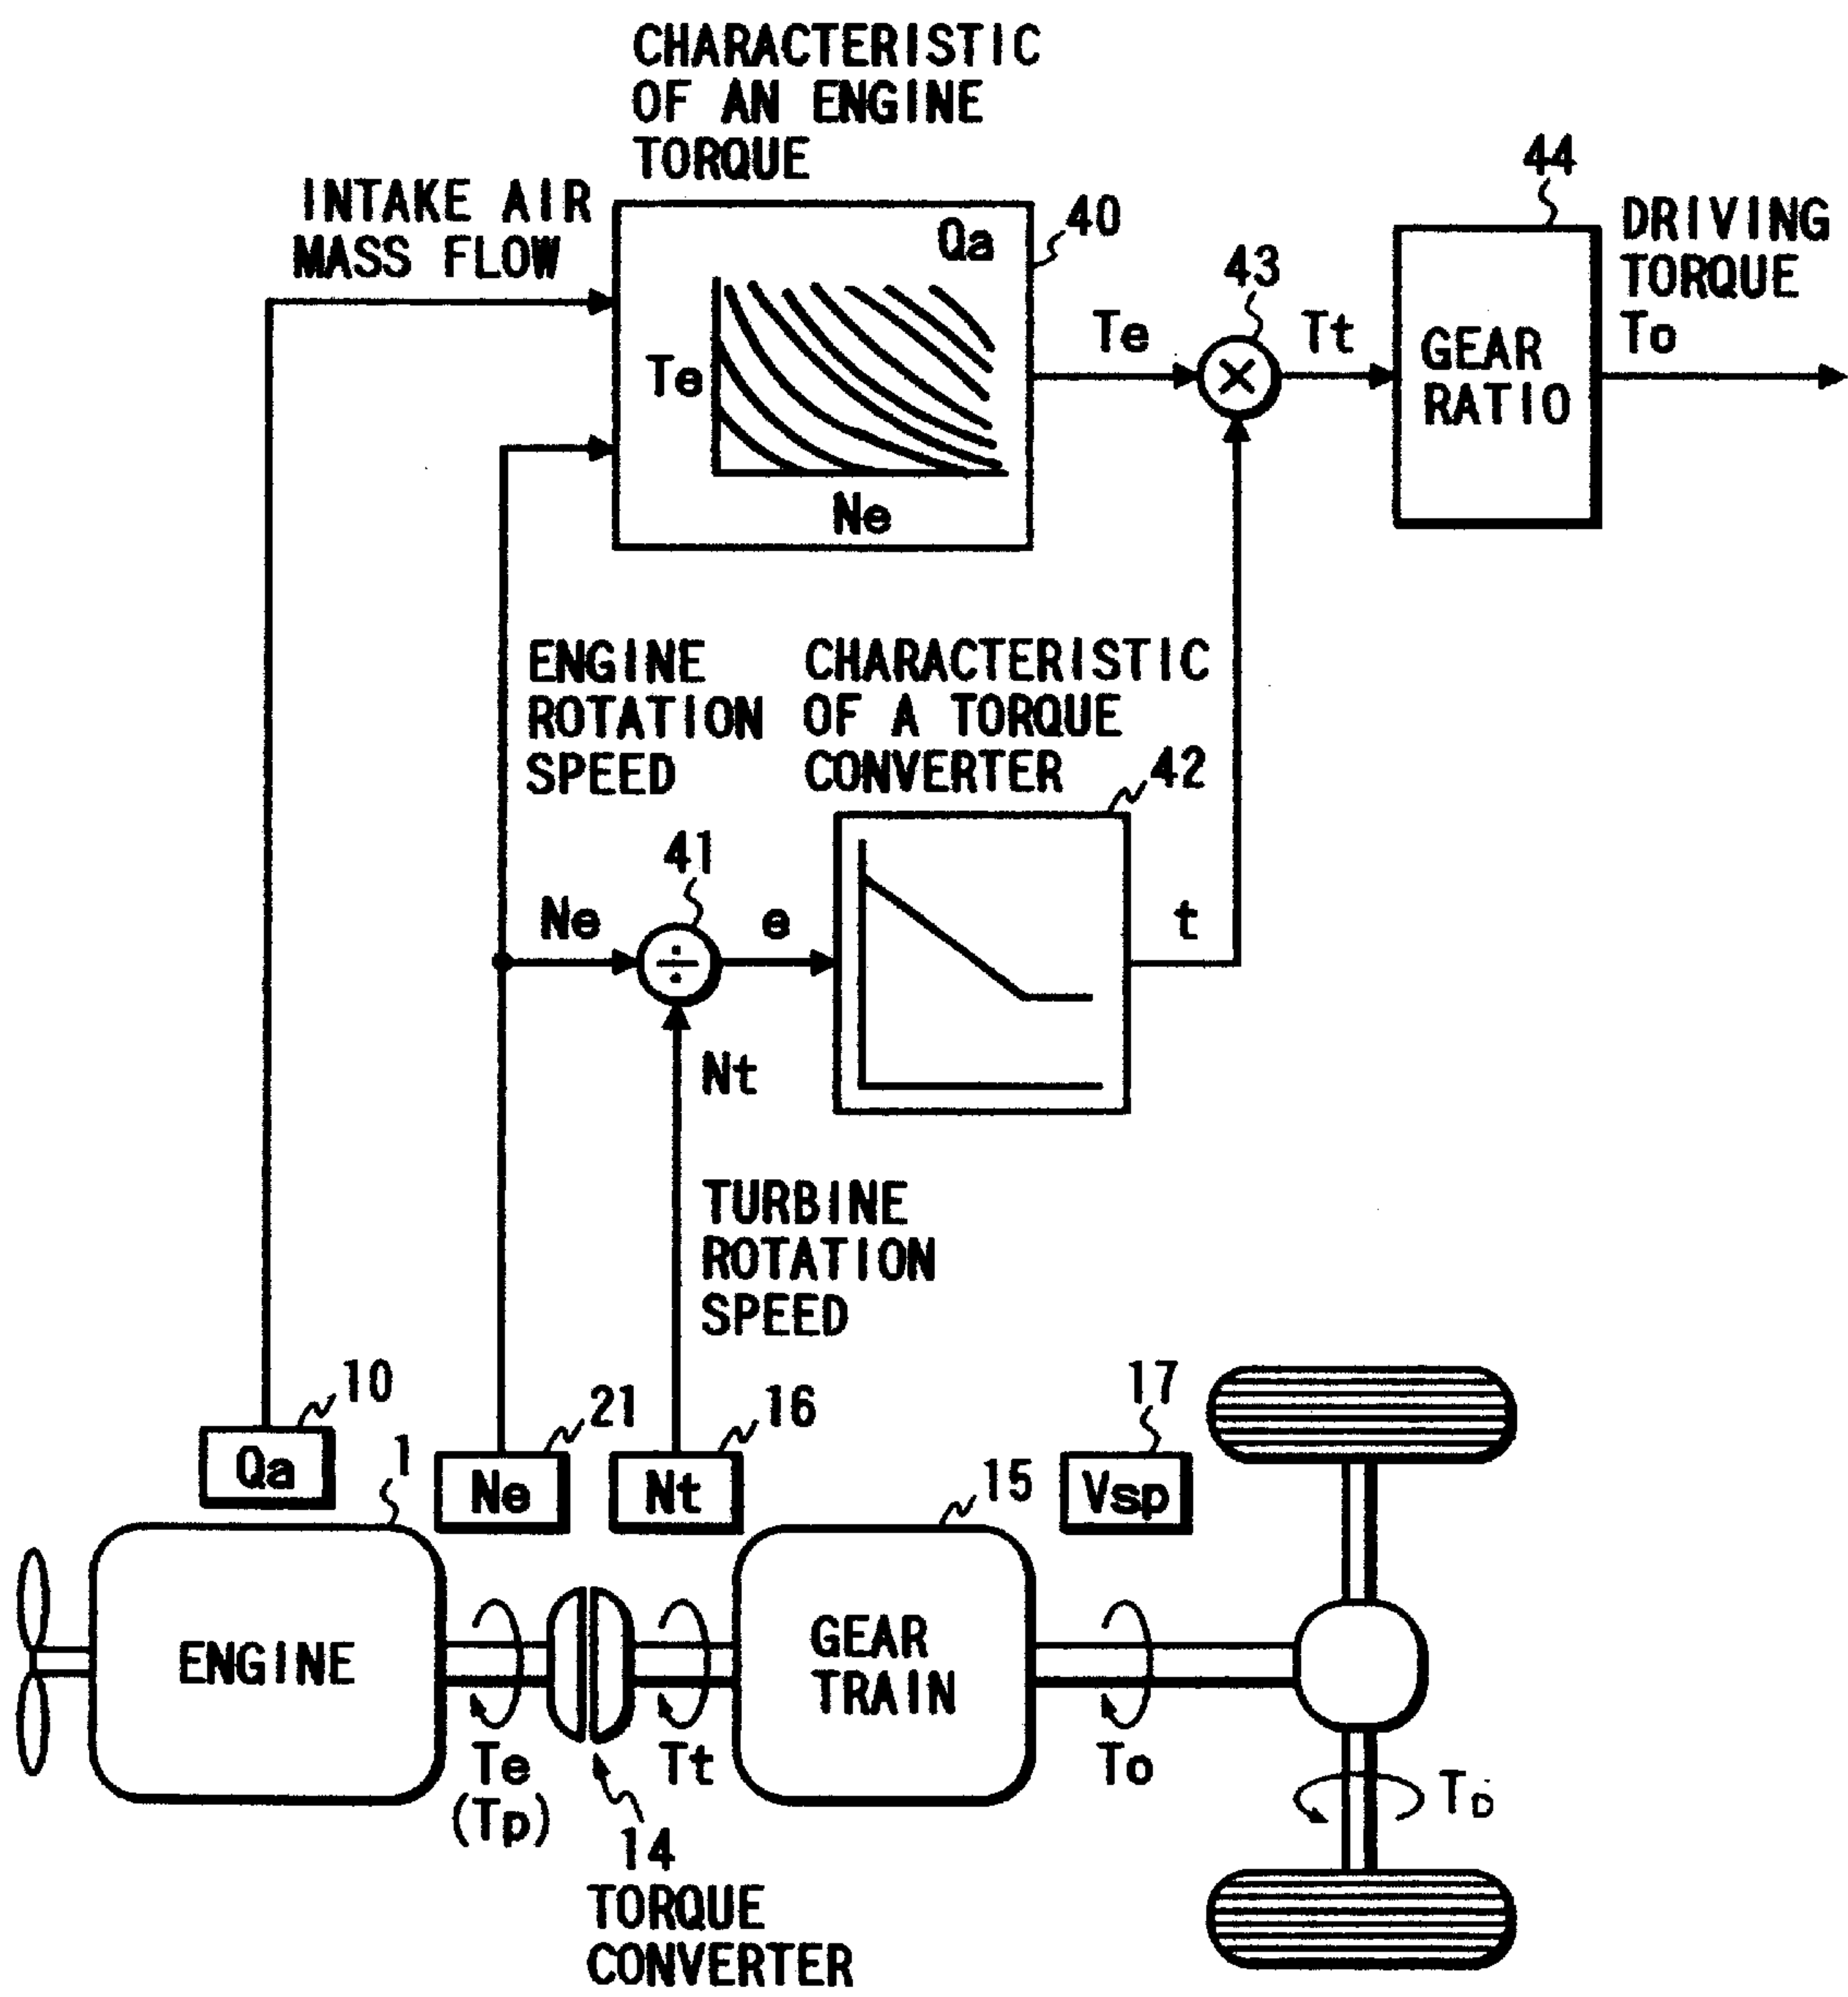 CHARACTERISTIC
OF AN ENGINE
TORQUE
INTAKE AIR
MASS FLOW
Qa
40
Te
Ne
Te
43
Tt
44
GEAR
RATIO
DRIVING
TORQUE
To
ENGINE
ROTATION
SPEED
CHARACTERISTIC
OF A TORQUE
CONVERTER
42
41
Ne
÷
e
t
Nt
TURBINE
ROTATION
SPEED
10
Qa
1
21
Ne
16
Nt
15
17
Vsp
ENGINE
GEAR
TRAIN
Te
(Tp)
Tt
To
TD
14
TORQUE
CONVERTER